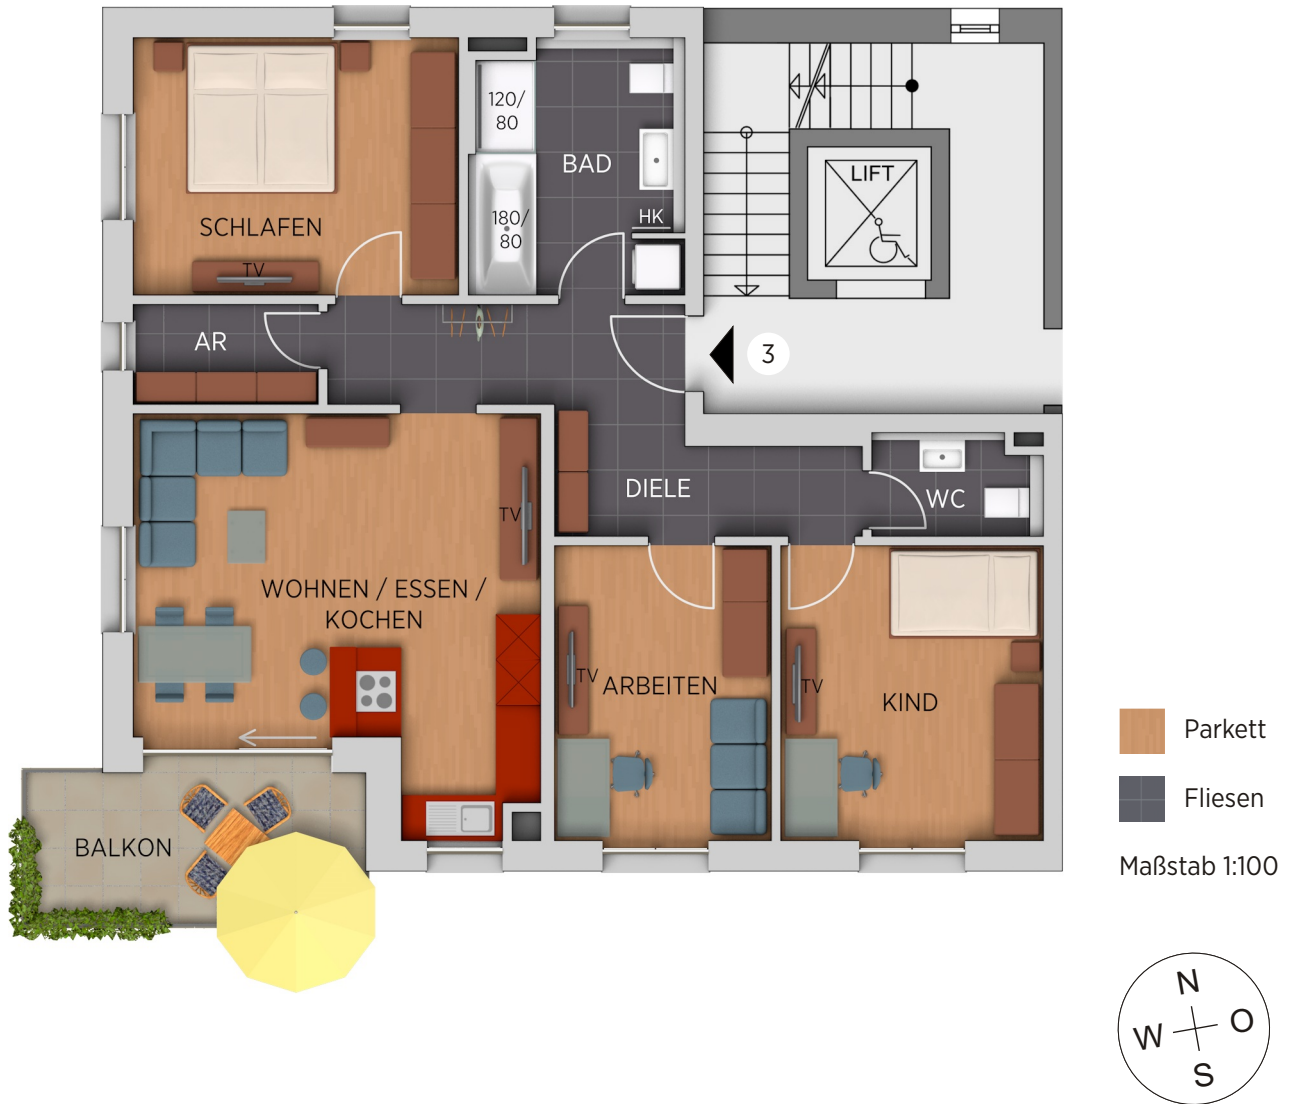 120/
80
BAD
LIFT
SCHLAFEN
180/
80
HK
TV
AR
3
DIELE
WC
TV
WOHNEN / ESSEN /
KOCHEN
TV
ARBEITEN
TV
KIND
Parkett
Fliesen
BALKON
Maßstab 1:100
N
W
O
S